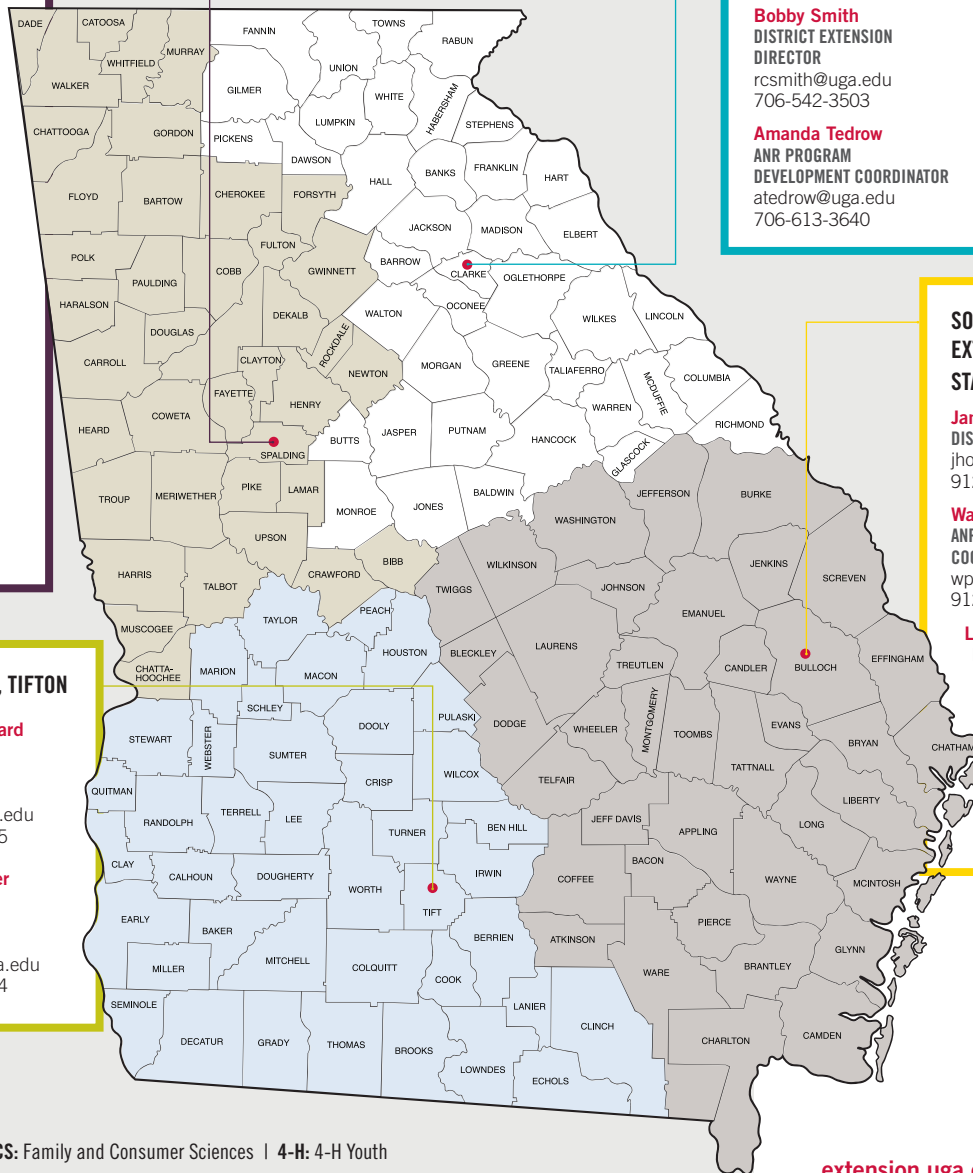 Bobby Smith
DISTRICT EXTENSION
DIRECTOR
rcsmith@uga.edu
706-542-3503
Amanda Tedrow
ANR PROGRAM
DEVELOPMENT COORDINATOR
atedrow@uga.edu
706-613-3640
DADE
CATOOSA
WHITFIELD
MURRAY
FANNIN
TOWNS
RABUN
UNION
WALKER
GILMER
WHITE
HABERSHAM
LUMPKIN
STEPHENS
CHATTOOGA
GORDON
PICKENS
DAWSON
HALL
BANKS
FRANKLIN
HART
FLOYD
BARTOW
CHEROKEE
FORSYTH
JACKSON
MADISON
ELBERT
POLK
FULTON
COBB
GWINNETT
BARROW
CLARKE
OGLETHORPE
HARALSON
PAULDING
OCONEE
DOUGLAS
DEKALB
ROCKDALE
WALTON
WILKES
LINCOLN
CARROLL
CLAYTON
NEWTON
MORGAN
GREENE
TALIAFERRO
MCDUFFIE
COLUMBIA
FAYETTE
HENRY
WARREN
RICHMOND
HEARD
COWETA
BUTTS
JASPER
PUTNAM
HANCOCK
GLASCOCK
SPALDING
TROUP
MERIWETHER
PIKE
LAMAR
MONROE
JONES
BALDWIN
JEFFERSON
BURKE
WASHINGTON
UPSON
HARRIS
TALBOT
CRAWFORD
BIBB
TWIGGS
WILKINSON
JENKINS
SCREVEN
JOHNSON
EMANUEL
MUSCOGEE
TAYLOR
PEACH
HOUSTON
BLECKLEY
LAURENS
TREUTLEN
CANDLER
BULLOCH
EFFINGHAM
CHATTA-
HOOCHEE
MARION
MACON
SCHLEY
DOOLY
PULASKI
DODGE
WHEELER
MONTGOMERY
TOOMBS
EVANS
BRYAN
CHATHAM
STEWART
WEBSTER
SUMTER
CRISP
WILCOX
TELFAIR
TATTNALL
LIBERTY
QUITMAN
RANDOLPH
TERRELL
LEE
TURNER
BEN HILL
JEFF DAVIS
APPLING
LONG
CLAY
CALHOUN
DOUGHERTY
WORTH
TIFT
IRWIN
COFFEE
BACON
WAYNE
MCINTOSH
EARLY
BAKER
BERRIEN
ATKINSON
PIERCE
GLYNN
MILLER
MITCHELL
COLQUITT
COOK
WARE
BRANTLEY
SEMINOLE
LANIER
CLINCH
DECATUR
GRADY
THOMAS
BROOKS
LOWNDES
ECHOLS
CHARLTON
CAMDEN
SO
EX
STA
DIS
jho
912
Wa
ANR
COO
wp
912
L
, TIFTON
ard
.edu
5
er
a.edu
4
CS: Family and Consumer Sciences | 4-H: 4-H Youth
extension.uga